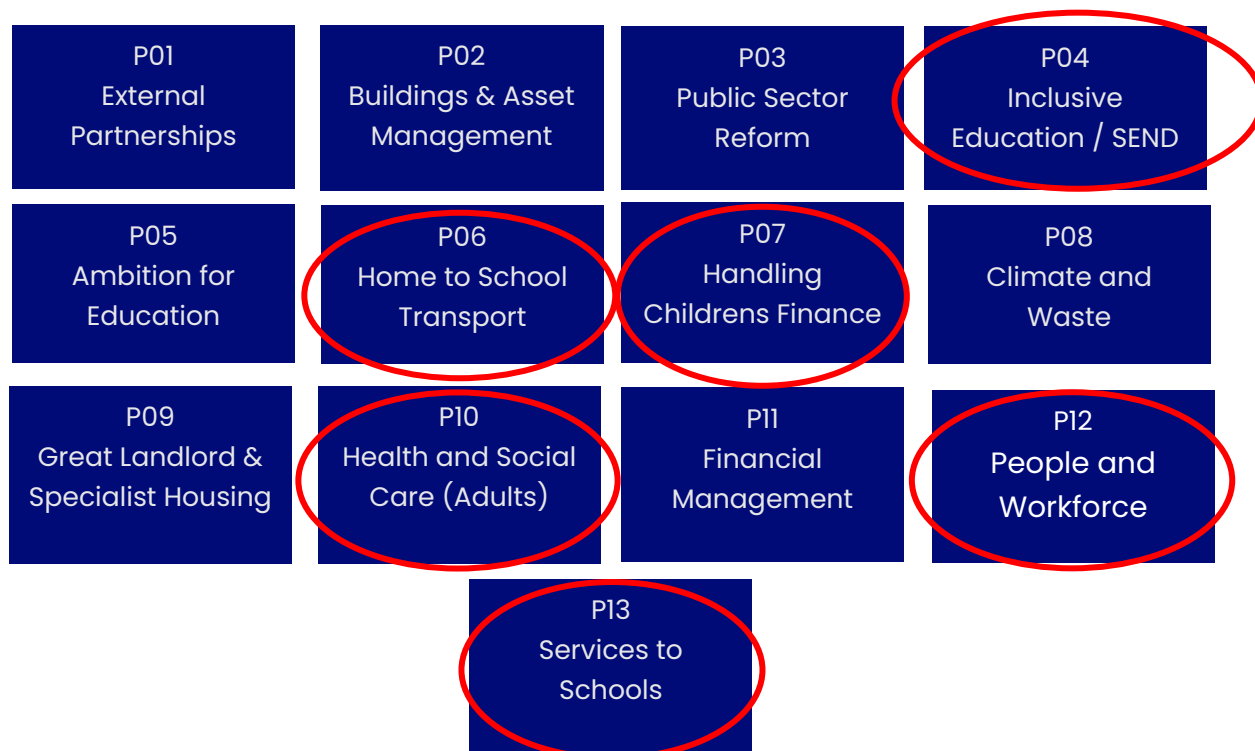 P01
External
Partnerships
P02
Buildings & Asset
Management
P03
Public Sector
Reform
P04
Inclusive
Education / SEND
P05
Ambition for
Education
P06
Home to School
Transport
P07
Handling
Childrens Finance
P08
Climate and
Waste
P09
Great Landlord &
Specialist Housing
P10
Health and Social
Care (Adults)
P11
Financial
Management
P12
People and
Workforce
P13
Services to
Schools